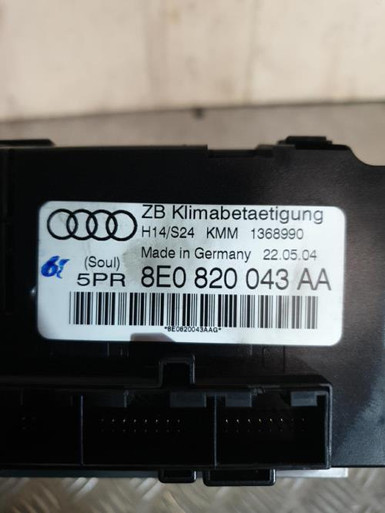 ZB Klimabetaetigung
H14/S24 KMM 1368990
Made in Germany 22.05.04
(Soul)
5PR 8E0 820 043 AA
*8E0820043AAG*